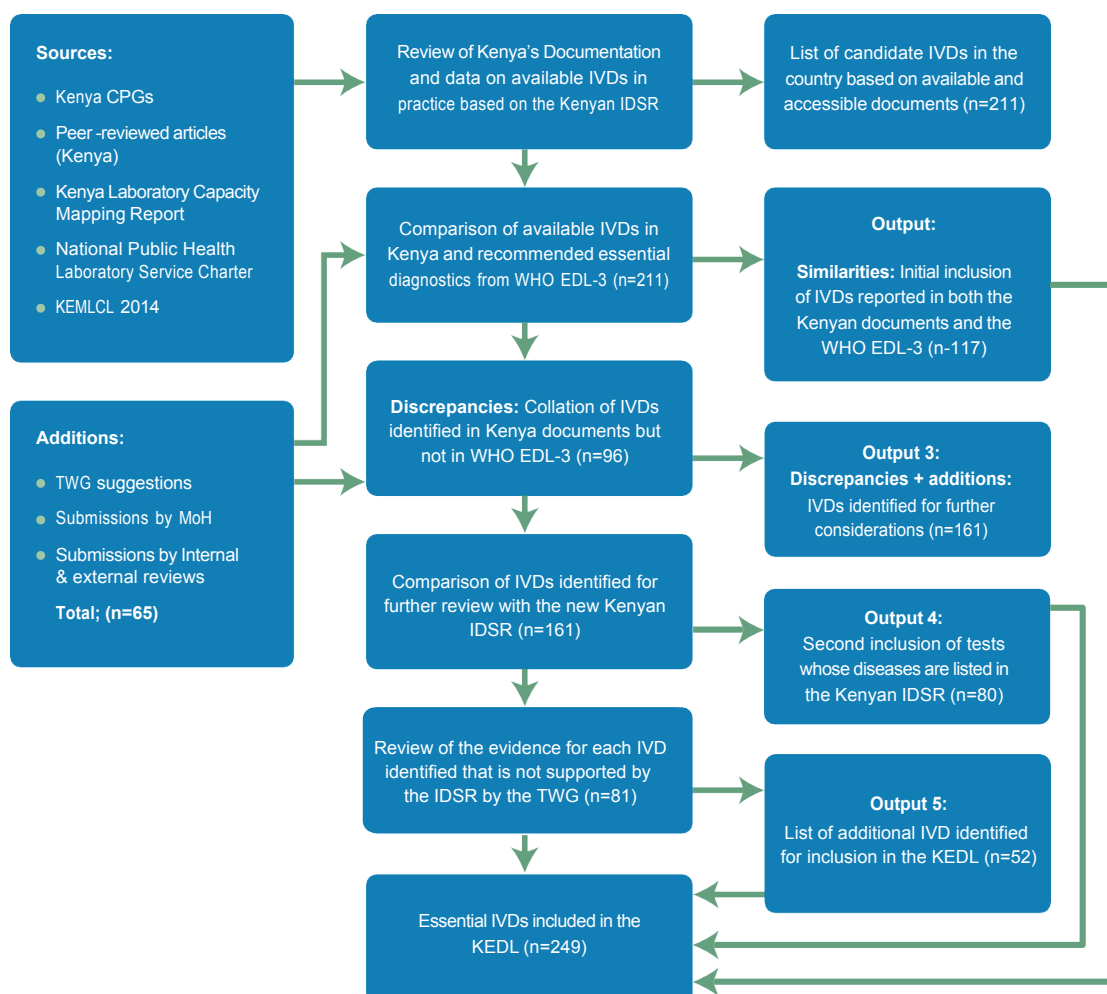 Sources:
Kenya CPGs
Peer -reviewed articles
(Kenya)
Kenya Laboratory Capacity
Mapping Report
National Public Health
Laboratory Service Charter
KEMLCL 2014
Review of Kenya's Documentation
and data on available IVDs in
practice based on the Kenyan IDSR
List of candidate IVDs in the
country based on available and
accessible documents (n=211)
Comparison of available IVDs in
Kenya and recommended essential
diagnostics from WHO EDL-3 (n=211)
Output:
Similarities: Initial inclusion
of IVDs reported in both the
Kenyan documents and the
WHO EDL-3 (n-117)
Additions:
TWG suggestions
Submissions by MoH
Submissions by Internal
& external reviews
Total; (n=65)
Discrepancies: Collation of IVDs
identified in Kenya documents but
not in WHO EDL-3 (n=96)
Output 3:
Discrepancies + additions:
IVDs identified for further
considerations (n=161)
Comparison of IVDs identified for
further review with the new Kenyan
IDSR (n=161)
Output 4:
Second inclusion of tests
whose diseases are listed in
the Kenyan IDSR (n=80)
Review of the evidence for each IVD
identified that is not supported by
the IDSR by the TWG (n=81)
Output 5:
List of additional IVD identified
for inclusion in the KEDL (n=52)
Essential IVDs included in the
KEDL (n=249)